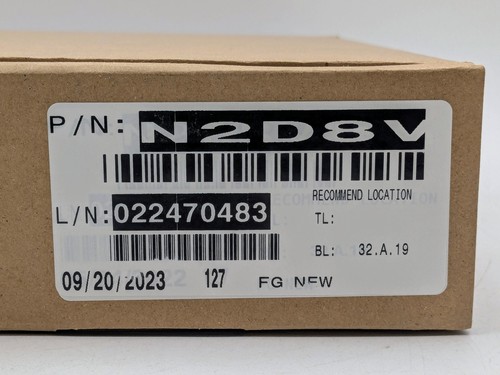 P/N: N2D8V
RECOMMEND LOCATION
L/N: 022470483
TL:
BL: 32.A.19
09/20/2023 127 FG NEW